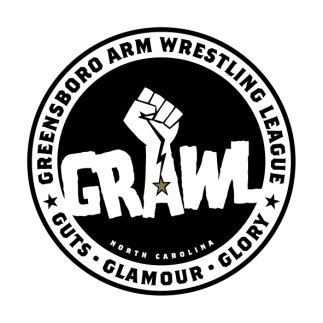 GREENSBORO ARM WRESTLING LEAGUE
GRAWL
NORTH CAROLINA
GUTS · GLAMOUR · GLORY